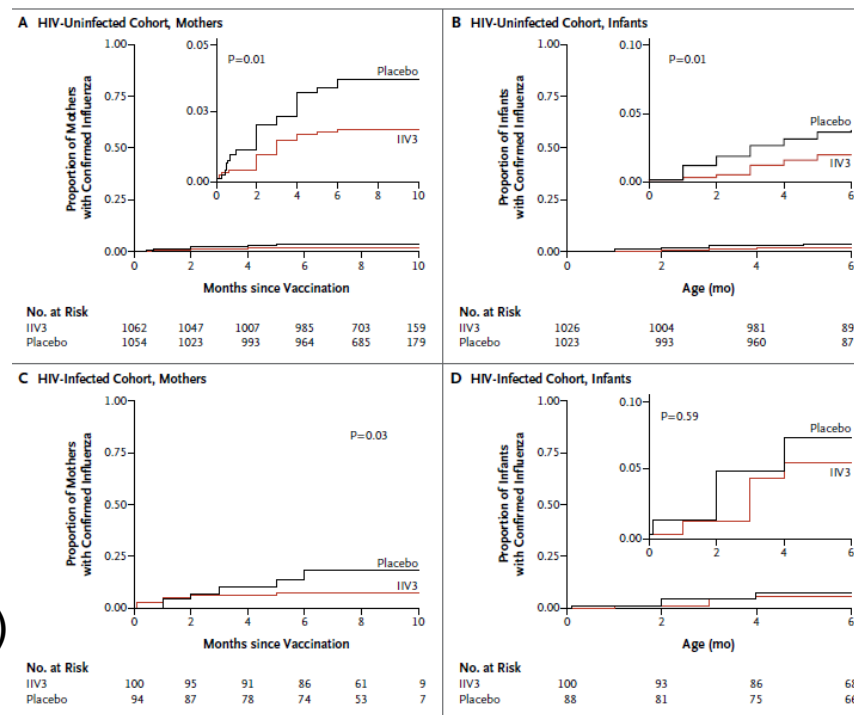 A HIV-Uninfected Cohort, Mothers
Proportion of Mothers
with Confirmed Influenza
1.00
0.75
0.50
0.25
0.00
0 2 4 6 8 10
0.05
0.03
0.00
0 2 4 6 8 10
P=0.01
Placebo
IIV3
Months since Vaccination
No. at Risk
IIV3 1062 1047 1007 985 703 159
Placebo 1054 1023 993 964 685 179
B HIV-Uninfected Cohort, Infants
Proportion of Infants
with Confirmed Influenza
1.00
0.75
0.50
0.25
0.00
0 2 4 6
0.10
0.05
0.00
0 2 4 6
P=0.01
Placebo
IIV3
Age (mo)
No. at Risk
IIV3 1026 1004 981 89
Placebo 1023 993 960 87
C HIV-Infected Cohort, Mothers
Proportion of Mothers
with Confirmed Influenza
1.00
0.75
0.50
0.25
0.00
0 2 4 6 8 10
P=0.03
Placebo
IIV3
Months since Vaccination
No. at Risk
IIV3 100 95 91 86 61 9
Placebo 94 87 78 74 53 7
D HIV-Infected Cohort, Infants
Proportion of Infants
with Confirmed Influenza
1.00
0.75
0.50
0.25
0.00
0 2 4 6
0.10
0.05
0.00
0 2 4 6
P=0.59
Placebo
IIV3
Age (mo)
No. at Risk
IIV3 100 93 86 68
Placebo 88 81 75 66
)